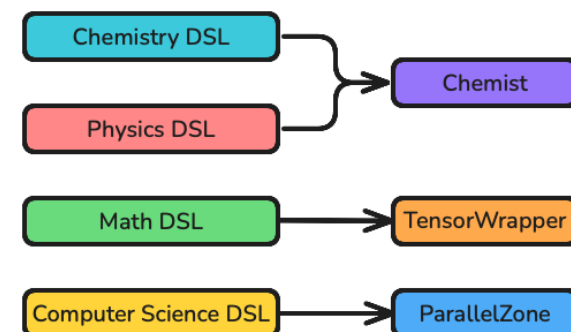 Chemistry DSL
Chemist
Physics DSL
Math DSL
TensorWrapper
Computer Science DSL
ParallelZone